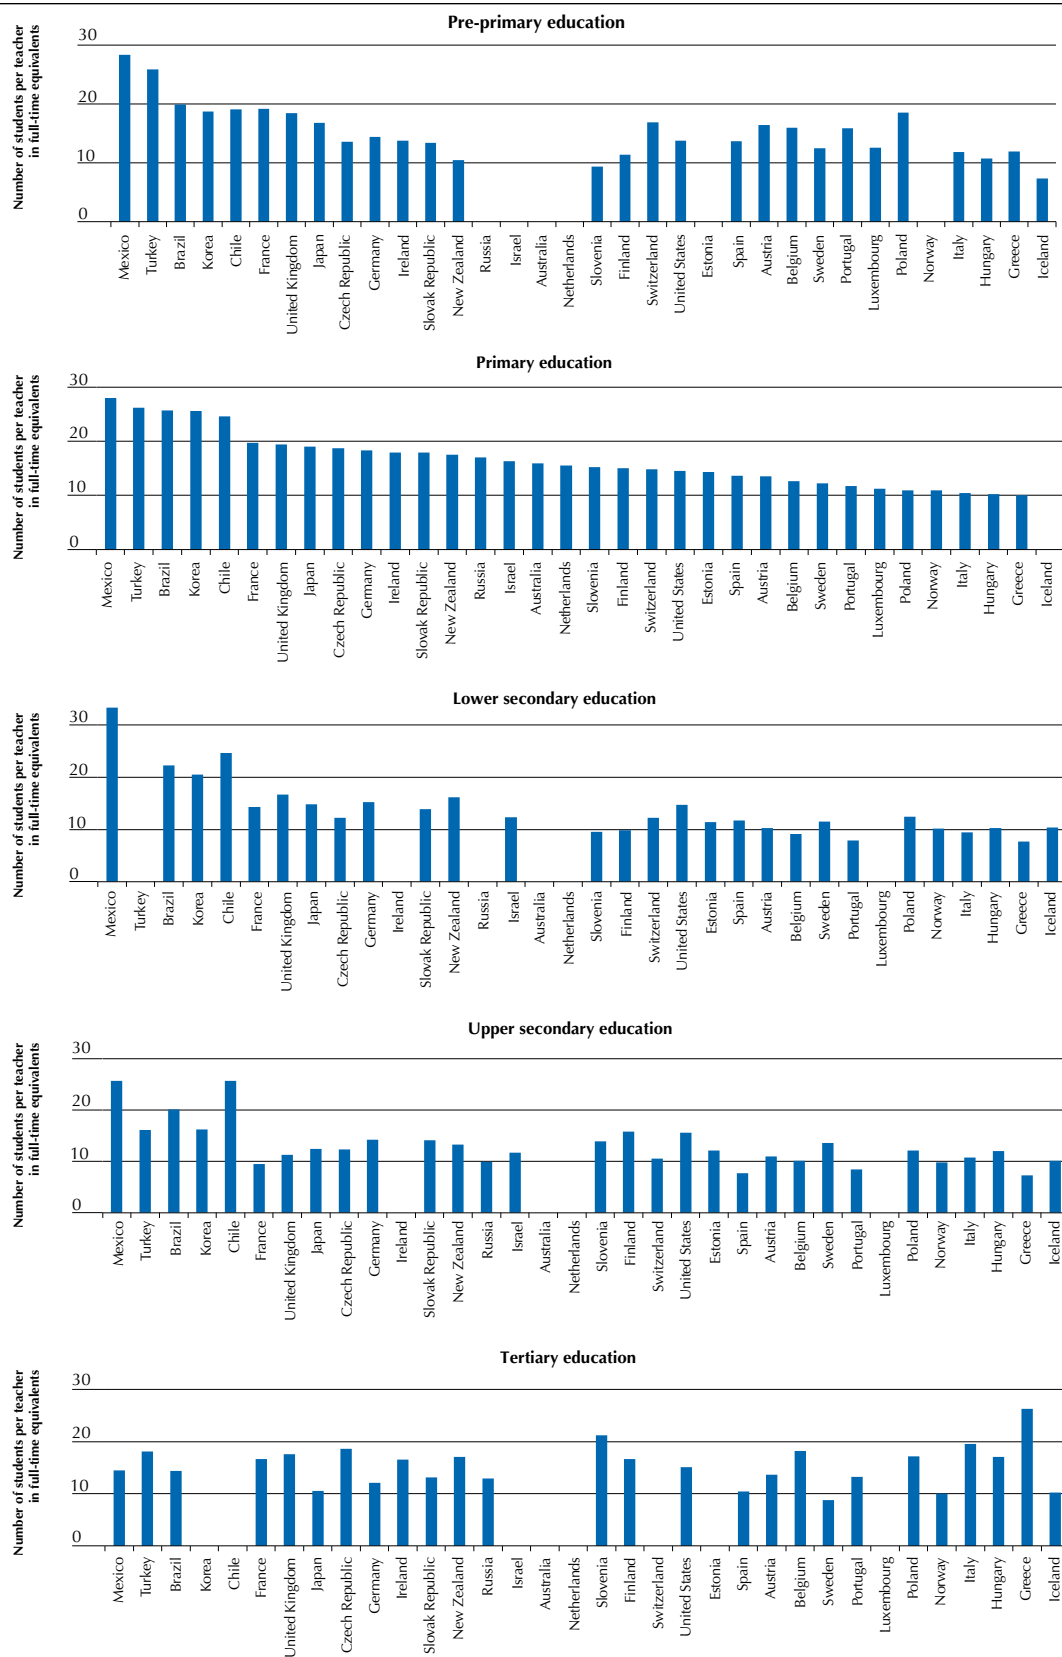 Pre-primary education
Number of students per teacher
in full-time equivalents
30
20
10
0
Mexico
Turkey
Brazil
Korea
Chile
France
United Kingdom
Japan
Czech Republic
Germany
Ireland
Slovak Republic
New Zealand
Russia
Israel
Australia
Netherlands
Slovenia
Finland
Switzerland
United States
Estonia
Spain
Austria
Belgium
Sweden
Portugal
Luxembourg
Poland
Norway
Italy
Hungary
Greece
Iceland
Primary education
Number of students per teacher
in full-time equivalents
30
20
10
0
Mexico
Turkey
Brazil
Korea
Chile
France
United Kingdom
Japan
Czech Republic
Germany
Ireland
Slovak Republic
New Zealand
Russia
Israel
Australia
Netherlands
Slovenia
Finland
Switzerland
United States
Estonia
Spain
Austria
Belgium
Sweden
Portugal
Luxembourg
Poland
Norway
Italy
Hungary
Greece
Iceland
Lower secondary education
Number of students per teacher
in full-time equivalents
30
20
10
0
Mexico
Turkey
Brazil
Korea
Chile
France
United Kingdom
Japan
Czech Republic
Germany
Ireland
Slovak Republic
New Zealand
Russia
Israel
Australia
Netherlands
Slovenia
Finland
Switzerland
United States
Estonia
Spain
Austria
Belgium
Sweden
Portugal
Luxembourg
Poland
Norway
Italy
Hungary
Greece
Iceland
Upper secondary education
Number of students per teacher
in full-time equivalents
30
20
10
0
Mexico
Turkey
Brazil
Korea
Chile
France
United Kingdom
Japan
Czech Republic
Germany
Ireland
Slovak Republic
New Zealand
Russia
Israel
Australia
Netherlands
Slovenia
Finland
Switzerland
United States
Estonia
Spain
Austria
Belgium
Sweden
Portugal
Luxembourg
Poland
Norway
Italy
Hungary
Greece
Iceland
Tertiary education
Number of students per teacher
in full-time equivalents
30
20
10
0
Mexico
Turkey
Brazil
Korea
Chile
France
United Kingdom
Japan
Czech Republic
Germany
Ireland
Slovak Republic
New Zealand
Russia
Israel
Australia
Netherlands
Slovenia
Finland
Switzerland
United States
Estonia
Spain
Austria
Belgium
Sweden
Portugal
Luxembourg
Poland
Norway
Italy
Hungary
Greece
Iceland